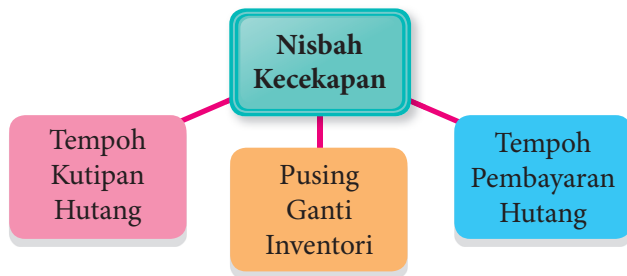 Nisbah
Kecekapan
Tempoh
Kutipan
Hutang
Pusing
Ganti
Inventori
Tempoh
Pembayaran
Hutang